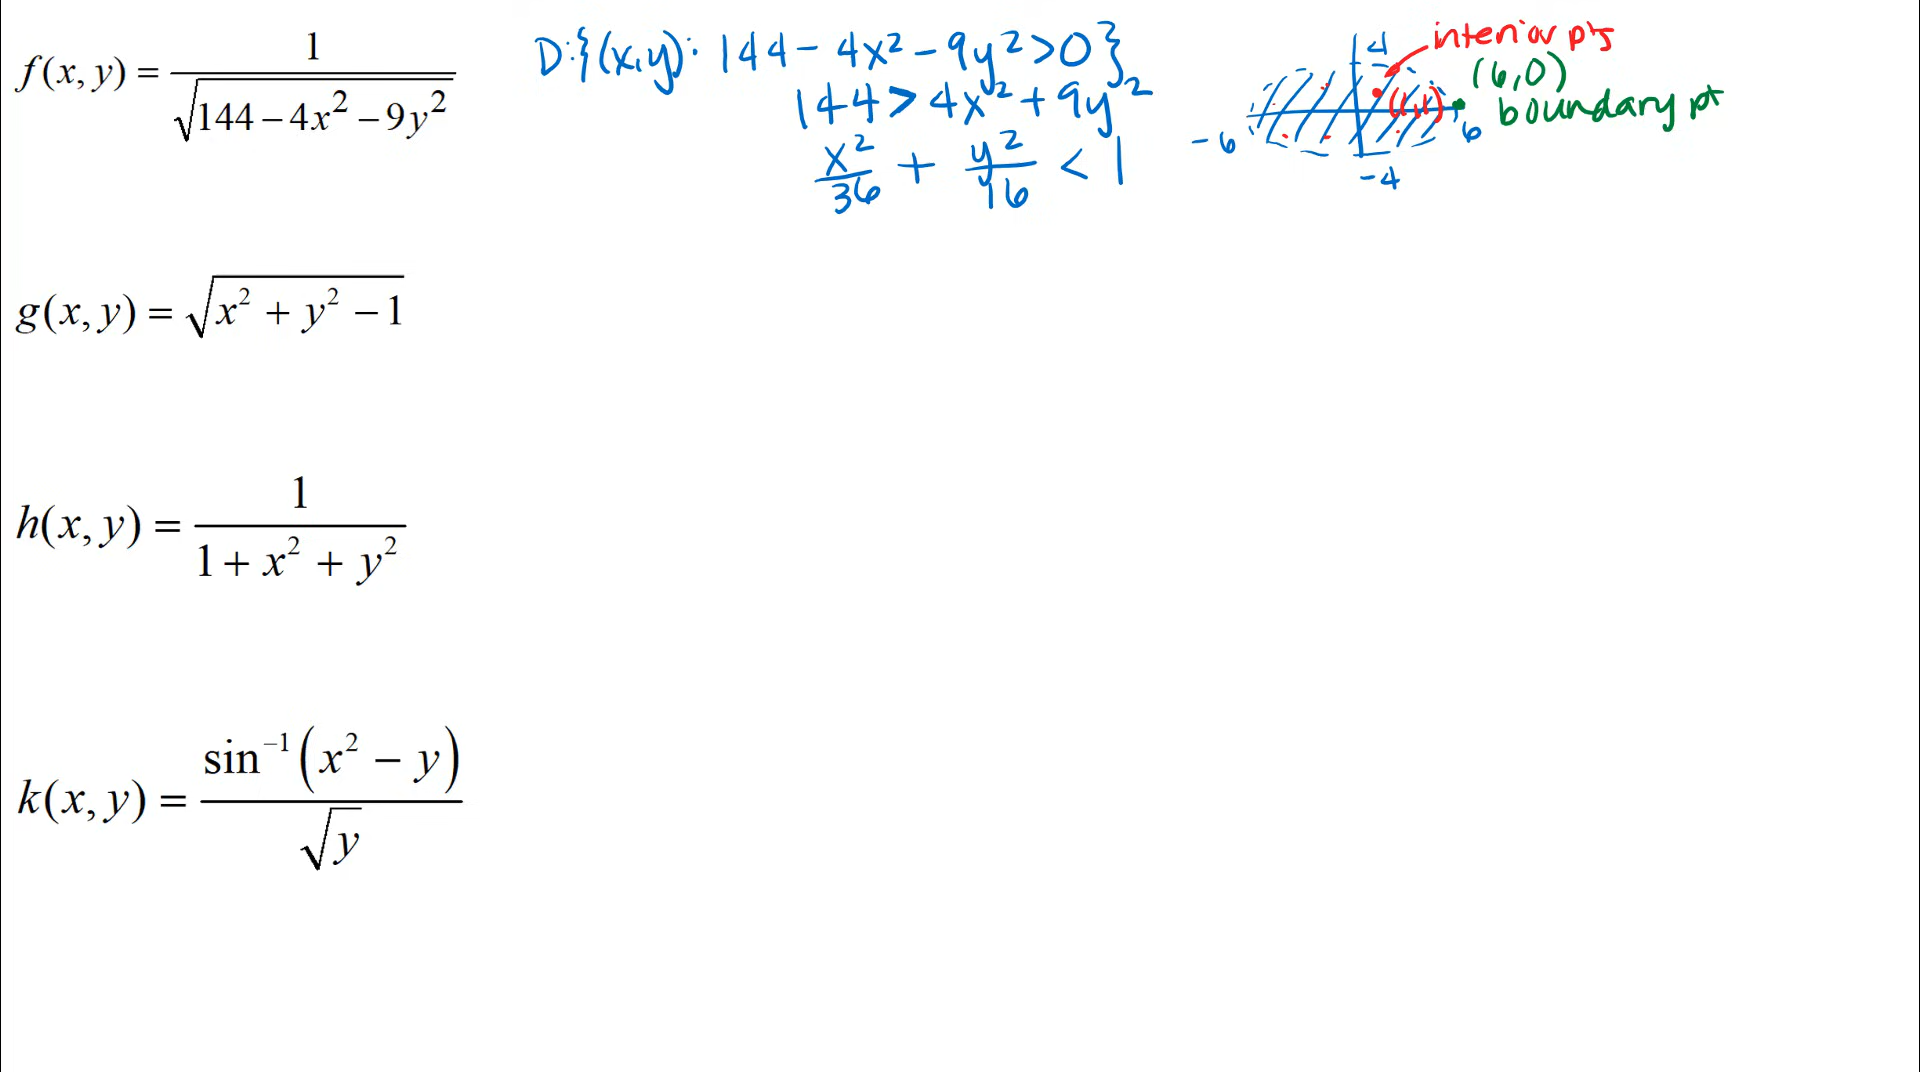 f(x, y) = 1 / √(144 − 4x² − 9y²)
D:{(x,y): 144 − 4x² − 9y² > 0}
144 > 4x² + 9y²
x²/36 + y²/16 < 1
4
interior pts
(6,0)
boundary pt
(1,1)
6
-6
-4
g(x, y) = √(x² + y² − 1)
h(x, y) = 1 / (1 + x² + y²)
k(x, y) = sin⁻¹(x² − y) / √y